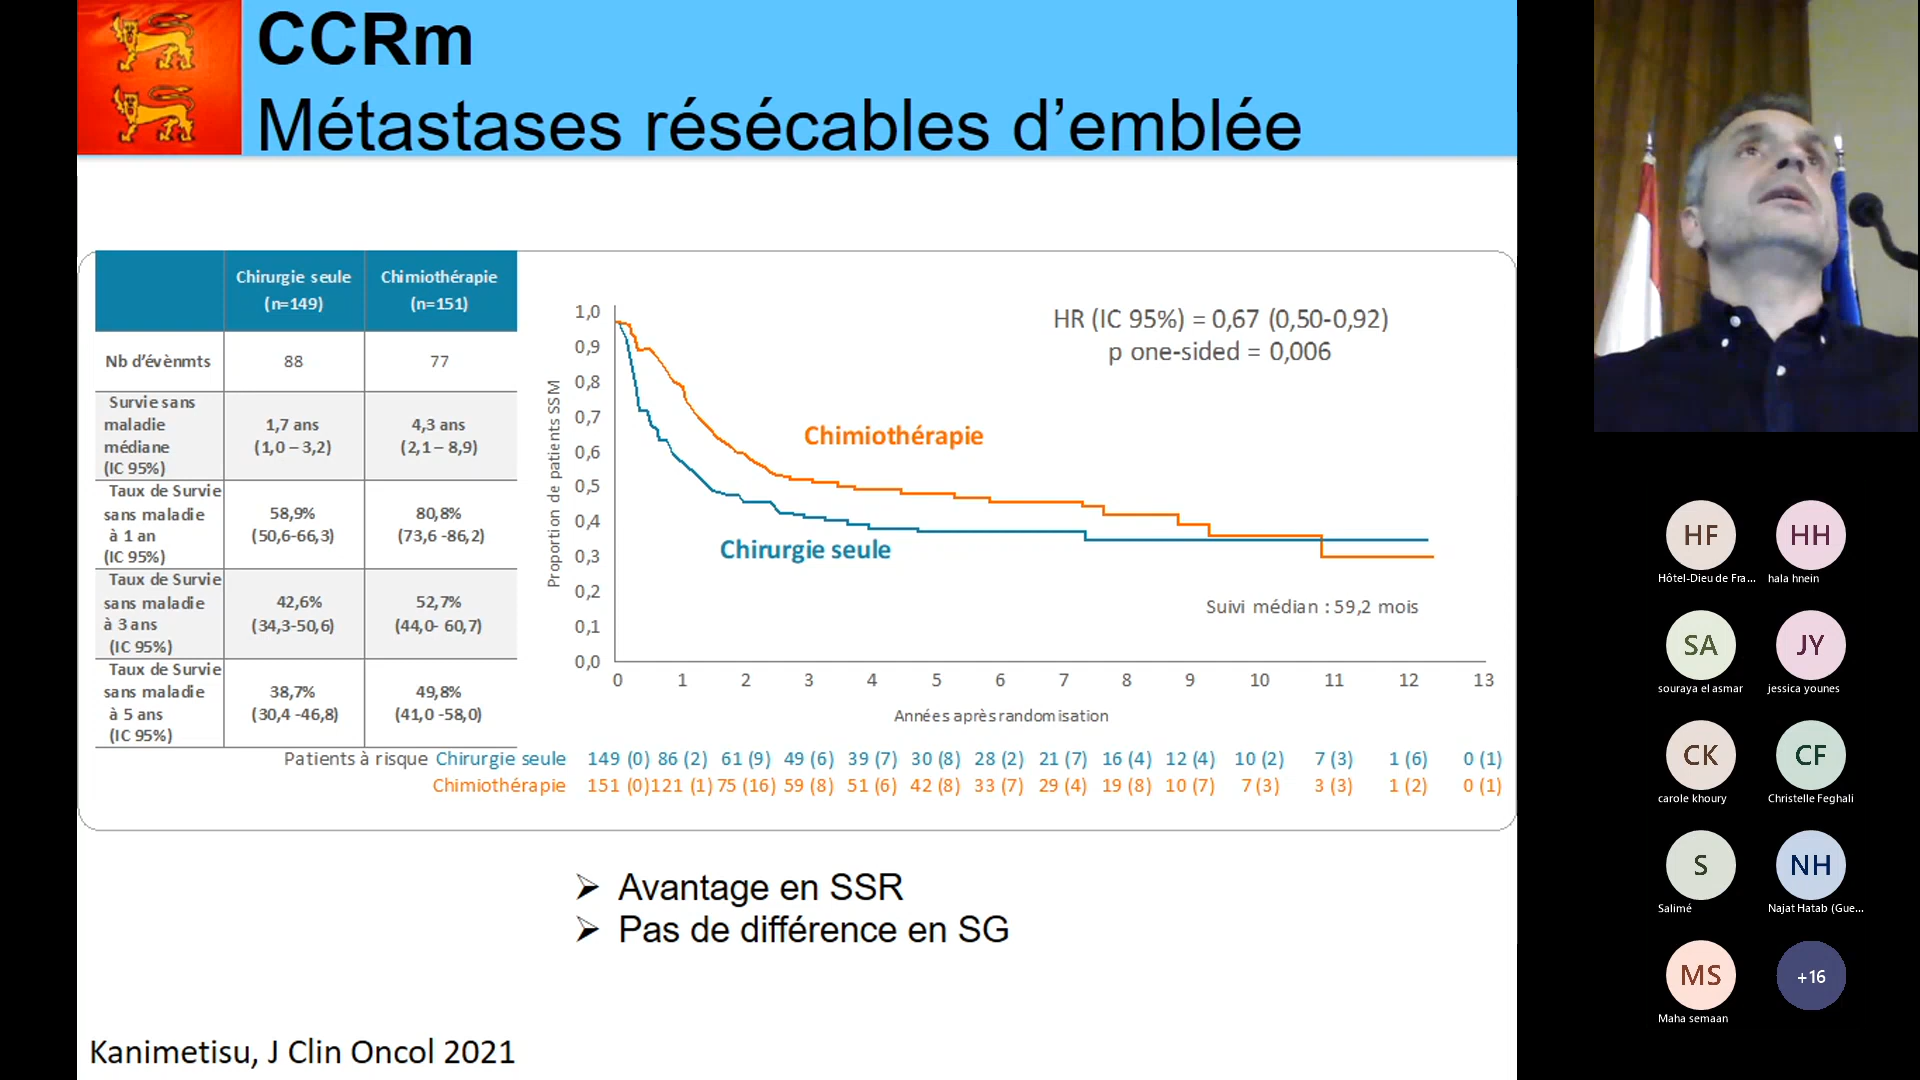 CCRm
Métastases résécables d’emblée
Chirurgie seule
(n=149)
Chimiothérapie
(n=151)
Nb d’évènmts
88
77
Survie sans
maladie
médiane
(IC 95%)
1,7 ans
(1,0 – 3,2)
4,3 ans
(2,1 – 8,9)
Taux de Survie
sans maladie
à 1 an
(IC 95%)
58,9%
(50,6-66,3)
80,8%
(73,6 -86,2)
Taux de Survie
sans maladie
à 3 ans
(IC 95%)
42,6%
(34,3-50,6)
52,7%
(44,0- 60,7)
Taux de Survie
sans maladie
à 5 ans
(IC 95%)
38,7%
(30,4 -46,8)
49,8%
(41,0 -58,0)
Proportion de patients SSM
1,0
0,9
0,8
0,7
0,6
0,5
0,4
0,3
0,2
0,1
0,0
HR (IC 95%) = 0,67 (0,50-0,92)
p one-sided = 0,006
Chimiothérapie
Chirurgie seule
Suivi médian : 59,2 mois
0 1 2 3 4 5 6 7 8 9 10 11 12 13
Années après randomisation
Patients à risque Chirurgie seule 149 (0) 86 (2) 61 (9) 49 (6) 39 (7) 30 (8) 28 (2) 21 (7) 16 (4) 12 (4) 10 (2) 7 (3) 1 (6) 0 (1)
Chimiothérapie 151 (0) 121 (1) 75 (16) 59 (8) 51 (6) 42 (8) 33 (7) 29 (4) 19 (8) 10 (7) 7 (3) 3 (3) 1 (2) 0 (1)
➢ Avantage en SSR
➢ Pas de différence en SG
Kanimetisu, J Clin Oncol 2021
HF
Hôtel-Dieu de Fra...
HH
hala hnein
SA
souraya el asmar
JY
jessica younes
CK
carole khoury
CF
Christelle Feghali
S
Salimé
NH
Najat Hatab (Gue...
MS
Maha semaan
+16